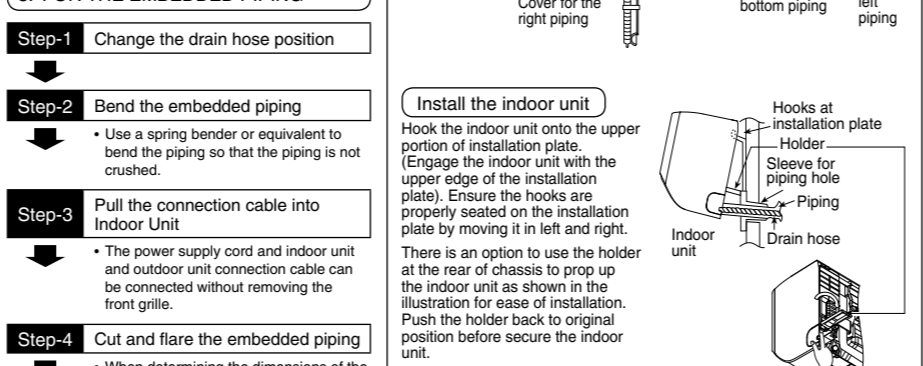 FOR THE EMBEDDED PIPING
Step-1 Change the drain hose position
Step-2 Bend the embedded piping
• Use a spring bender or equivalent to
bend the piping so that the piping is not
crushed.
Step-3 Pull the connection cable into
Indoor Unit
• The power supply cord and indoor unit
and outdoor unit connection cable can
be connected without removing the
front grille.
Step-4 Cut and flare the embedded piping
• When determining the dimensions of the
Cover for the
right piping
bottom piping
left
piping
Install the indoor unit
Hook the indoor unit onto the upper
portion of installation plate.
(Engage the indoor unit with the
upper edge of the installation
plate). Ensure the hooks are
properly seated on the installation
plate by moving it in left and right.
There is an option to use the holder
at the rear of chassis to prop up
the indoor unit as shown in the
illustration for ease of installation.
Push the holder back to original
position before secure the indoor
unit.
Hooks at
installation plate
Holder
Sleeve for
piping hole
Piping
Drain hose
Indoor
unit